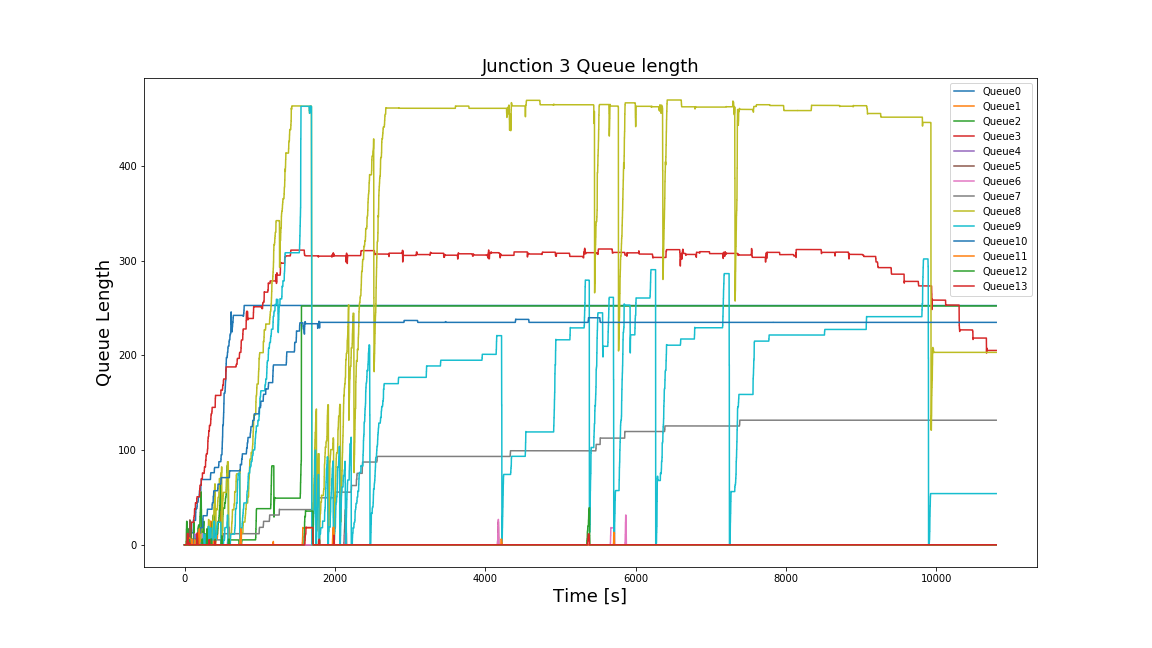 Junction 3 Queue length
Queue Length
400
300
200
100
0
0 2000 4000 6000 8000 10000
Time [s]
Queue0
Queue1
Queue2
Queue3
Queue4
Queue5
Queue6
Queue7
Queue8
Queue9
Queue10
Queue11
Queue12
Queue13